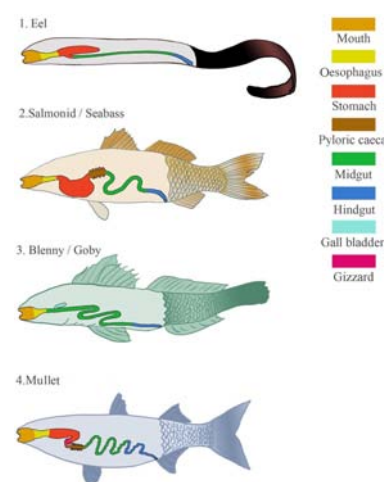 1. Eel
2.Salmonid / Seabass
3. Blenny / Goby
4.Mullet
Mouth
Oesophagus
Stomach
Pyloric caeca
Midgut
Hindgut
Gall bladder
Gizzard